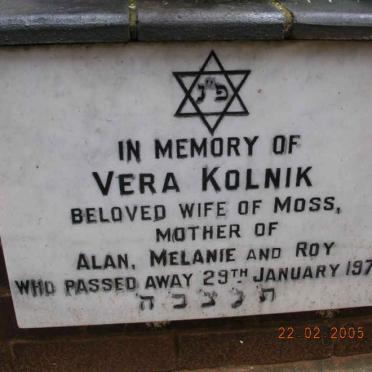 פ"נ
IN MEMORY OF
VERA KOLNIK
BELOVED WIFE OF MOSS,
MOTHER OF
ALAN, MELANIE AND ROY
WHO PASSED AWAY 29TH JANUARY 197
ת נ צ ב ה
22.02.2005